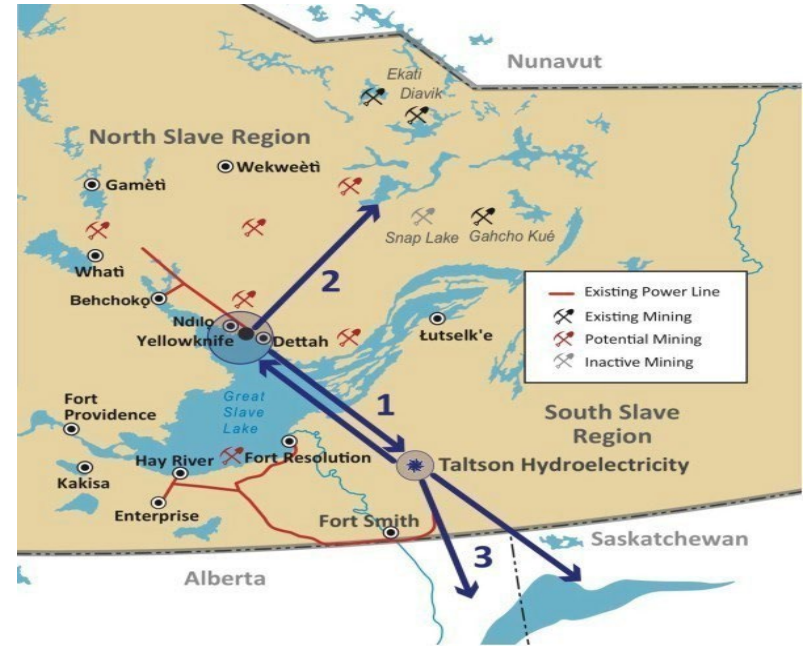 Nunavut
Ekati
Diavik
North Slave Region
Wekweètì
Gamètì
Snap Lake
Gahcho Kué
Whatì
2
Behchokǫ
Existing Power Line
Existing Mining
Potential Mining
Inactive Mining
Ndilǫ
Yellowknife
Dettah
Łutselk'e
Great
Slave
Lake
1
Fort
Providence
South Slave
Region
Hay River
Fort Resolution
Taltson Hydroelectricity
Kakisa
Enterprise
Fort Smith
Saskatchewan
3
Alberta